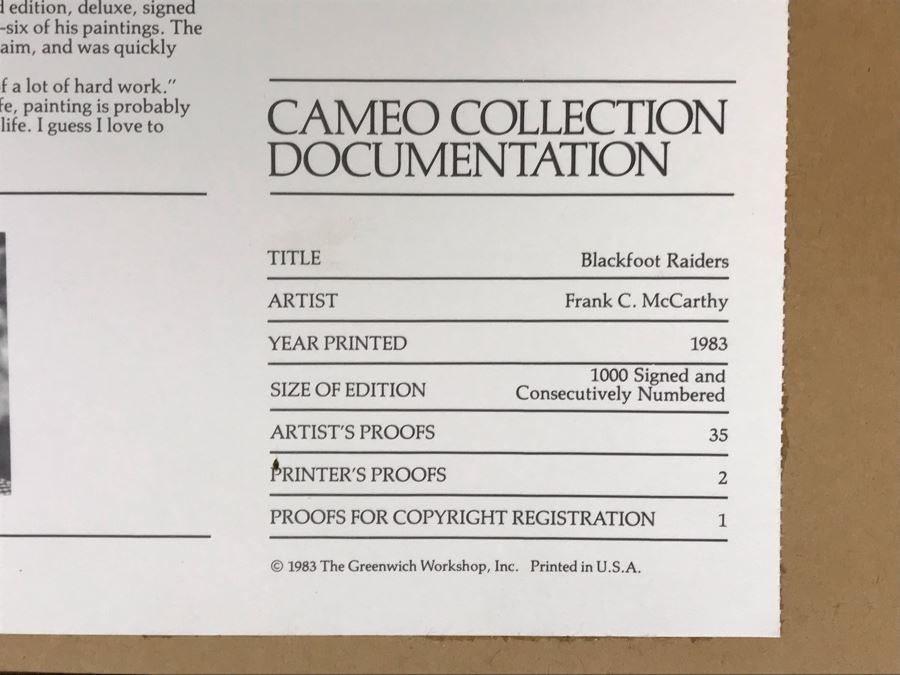 edition, deluxe, signed
-six of his paintings. The
aim, and was quickly
f a lot of hard work."
fe, painting is probably
life. I guess I love to
CAMEO COLLECTION
DOCUMENTATION
TITLE Blackfoot Raiders
ARTIST Frank C. McCarthy
YEAR PRINTED 1983
SIZE OF EDITION 1000 Signed and
Consecutively Numbered
ARTIST'S PROOFS 35
PRINTER'S PROOFS 2
PROOFS FOR COPYRIGHT REGISTRATION 1
© 1983 The Greenwich Workshop, Inc. Printed in U.S.A.